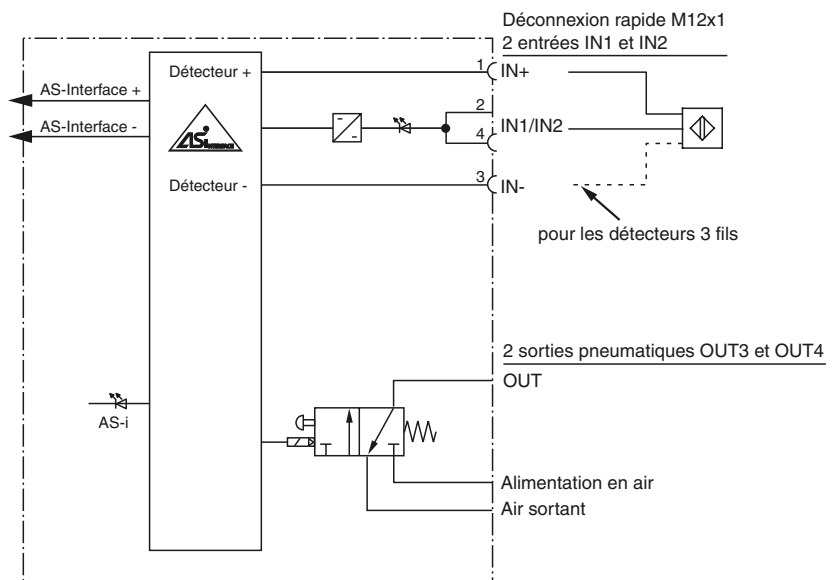 Déconnexion rapide M12x1
2 entrées IN1 et IN2
Détecteur +
1
IN+
AS-Interface +
AS-Interface -
ASi
INTERFACE
2
4
IN1/IN2
Détecteur -
3
IN-
pour les détecteurs 3 fils
2 sorties pneumatiques OUT3 et OUT4
OUT
AS-i
Alimentation en air
Air sortant